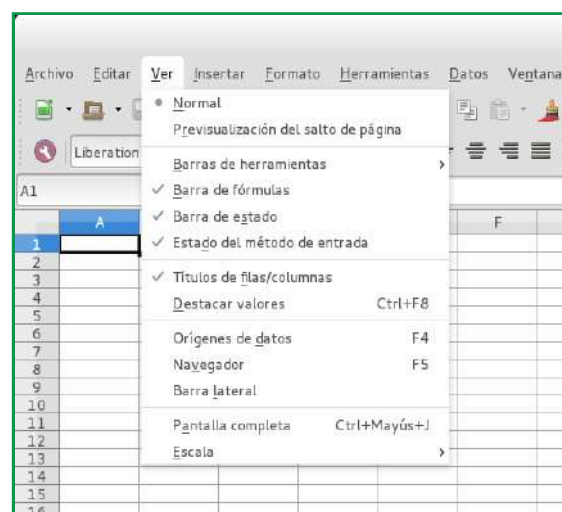 Archivo Editar Ver Insertar Formato Herramientas Datos Ventana
Normal
Previsualización del salto de página
Liberation
Barras de herramientas
A1
Barra de fórmulas
Barra de estado
Estado del método de entrada
A F
Títulos de filas/columnas
Destacar valores Ctrl+F8
Orígenes de datos F4
Navegador F5
Barra lateral
Pantalla completa Ctrl+Mayús+J
Escala
1
2
3
4
5
6
7
8
9
10
11
12
13
14
15
16